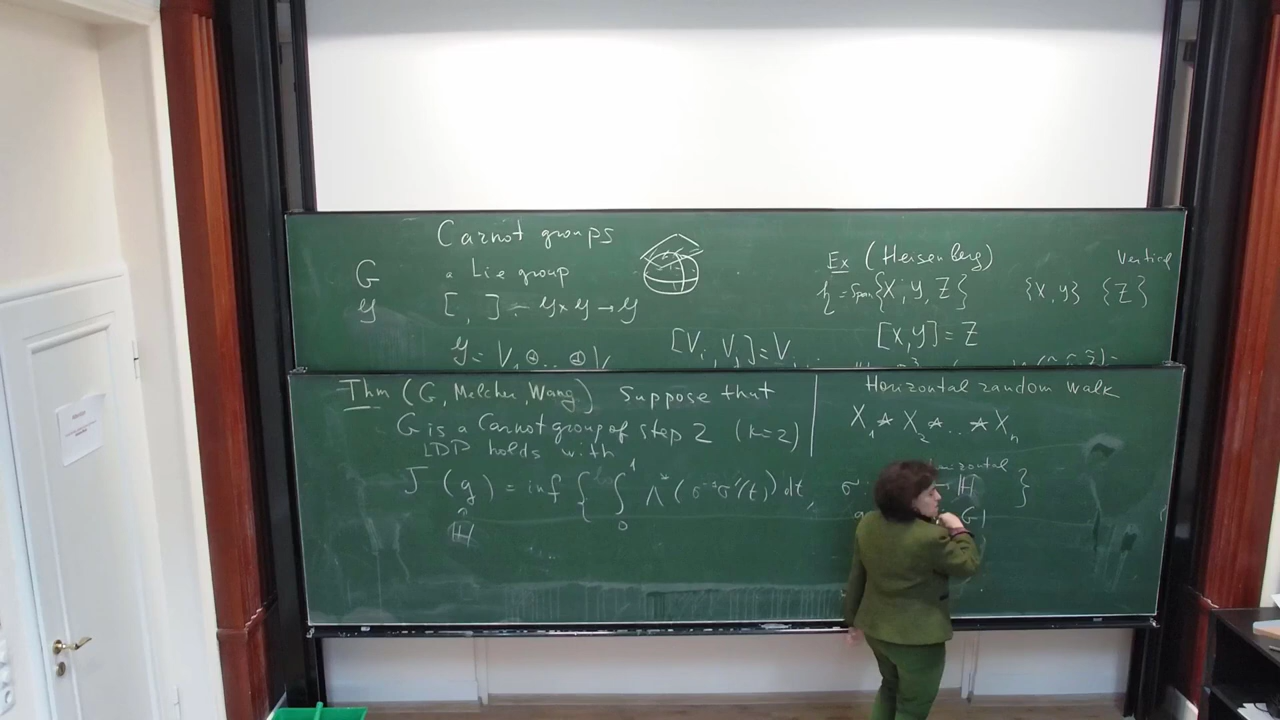 Carnot groups
G a Lie group
𝔤 [ , ] - 𝔤 × 𝔤 → 𝔤
𝔤 = V₁ ⊕ ... ⊕ V
[V₁, V₁] = V
Ex (Heisenberg)
𝔥 = Span{X, Y, Z}
[X, Y] = Z
{X, Y} {Z}
Vertical
Thm (G, Melcher, Wang) Suppose that
G is a Carnot group of step 2 (k=2)
LDP holds with
J(g) = inf { ∫₀¹ Λ*(σ⁻¹σ'(t)) dt, σ
ℍ
Horizontal random walk
X₁ ★ X₂ ★ ... ★ Xₙ
horizontal
→ ℍ }